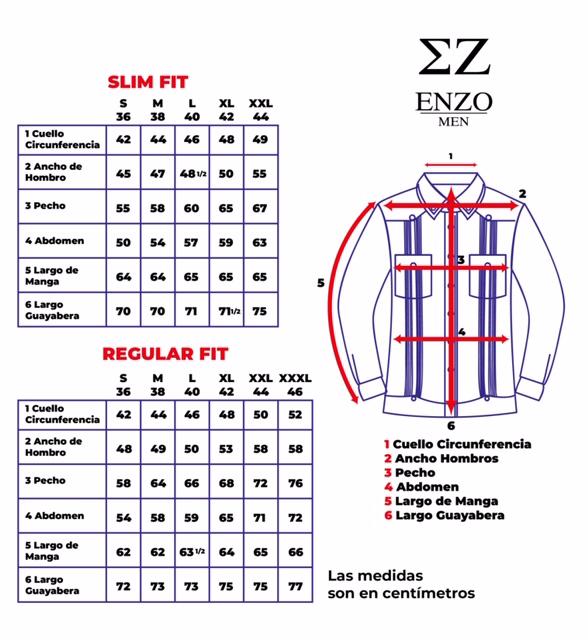 ΣZ
ENZO
MEN
SLIM FIT
S M L XL XXL
36 38 40 42 44
1 Cuello Circunferencia 42 44 46 48 49
2 Ancho de Hombro 45 47 48 1/2 50 55
3 Pecho 55 58 60 65 67
4 Abdomen 50 54 57 59 63
5 Largo de Manga 64 64 65 65 65
6 Largo Guayabera 70 70 71 71 1/2 75
REGULAR FIT
S M L XL XXL XXXL
36 38 40 42 44 46
1 Cuello Circunferencia 42 44 46 48 50 52
2 Ancho de Hombro 48 49 50 53 58 58
3 Pecho 58 64 66 68 72 76
4 Abdomen 54 58 59 65 71 72
5 Largo de Manga 62 62 63 1/2 64 65 66
6 Largo Guayabera 72 73 73 75 75 77
1
2
3
4
5
6
1 Cuello Circunferencia
2 Ancho Hombros
3 Pecho
4 Abdomen
5 Largo de Manga
6 Largo Guayabera
Las medidas
son en centímetros